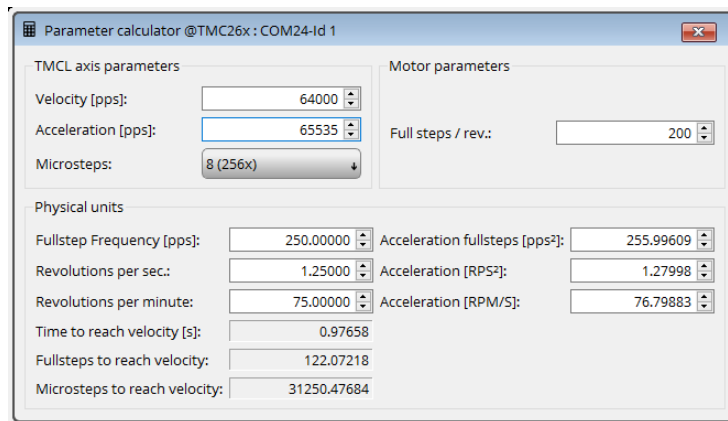 Parameter calculator @TMC26x : COM24-Id 1
TMCL axis parameters
Velocity [pps]: 64000
Acceleration [pps]: 65535
Microsteps: 8 (256x)
Motor parameters
Full steps / rev.: 200
Physical units
Fullstep Frequency [pps]: 250.00000 Acceleration fullsteps [pps²]: 255.99609
Revolutions per sec.: 1.25000 Acceleration [RPS²]: 1.27998
Revolutions per minute: 75.00000 Acceleration [RPM/S]: 76.79883
Time to reach velocity [s]: 0.97658
Fullsteps to reach velocity: 122.07218
Microsteps to reach velocity: 31250.47684